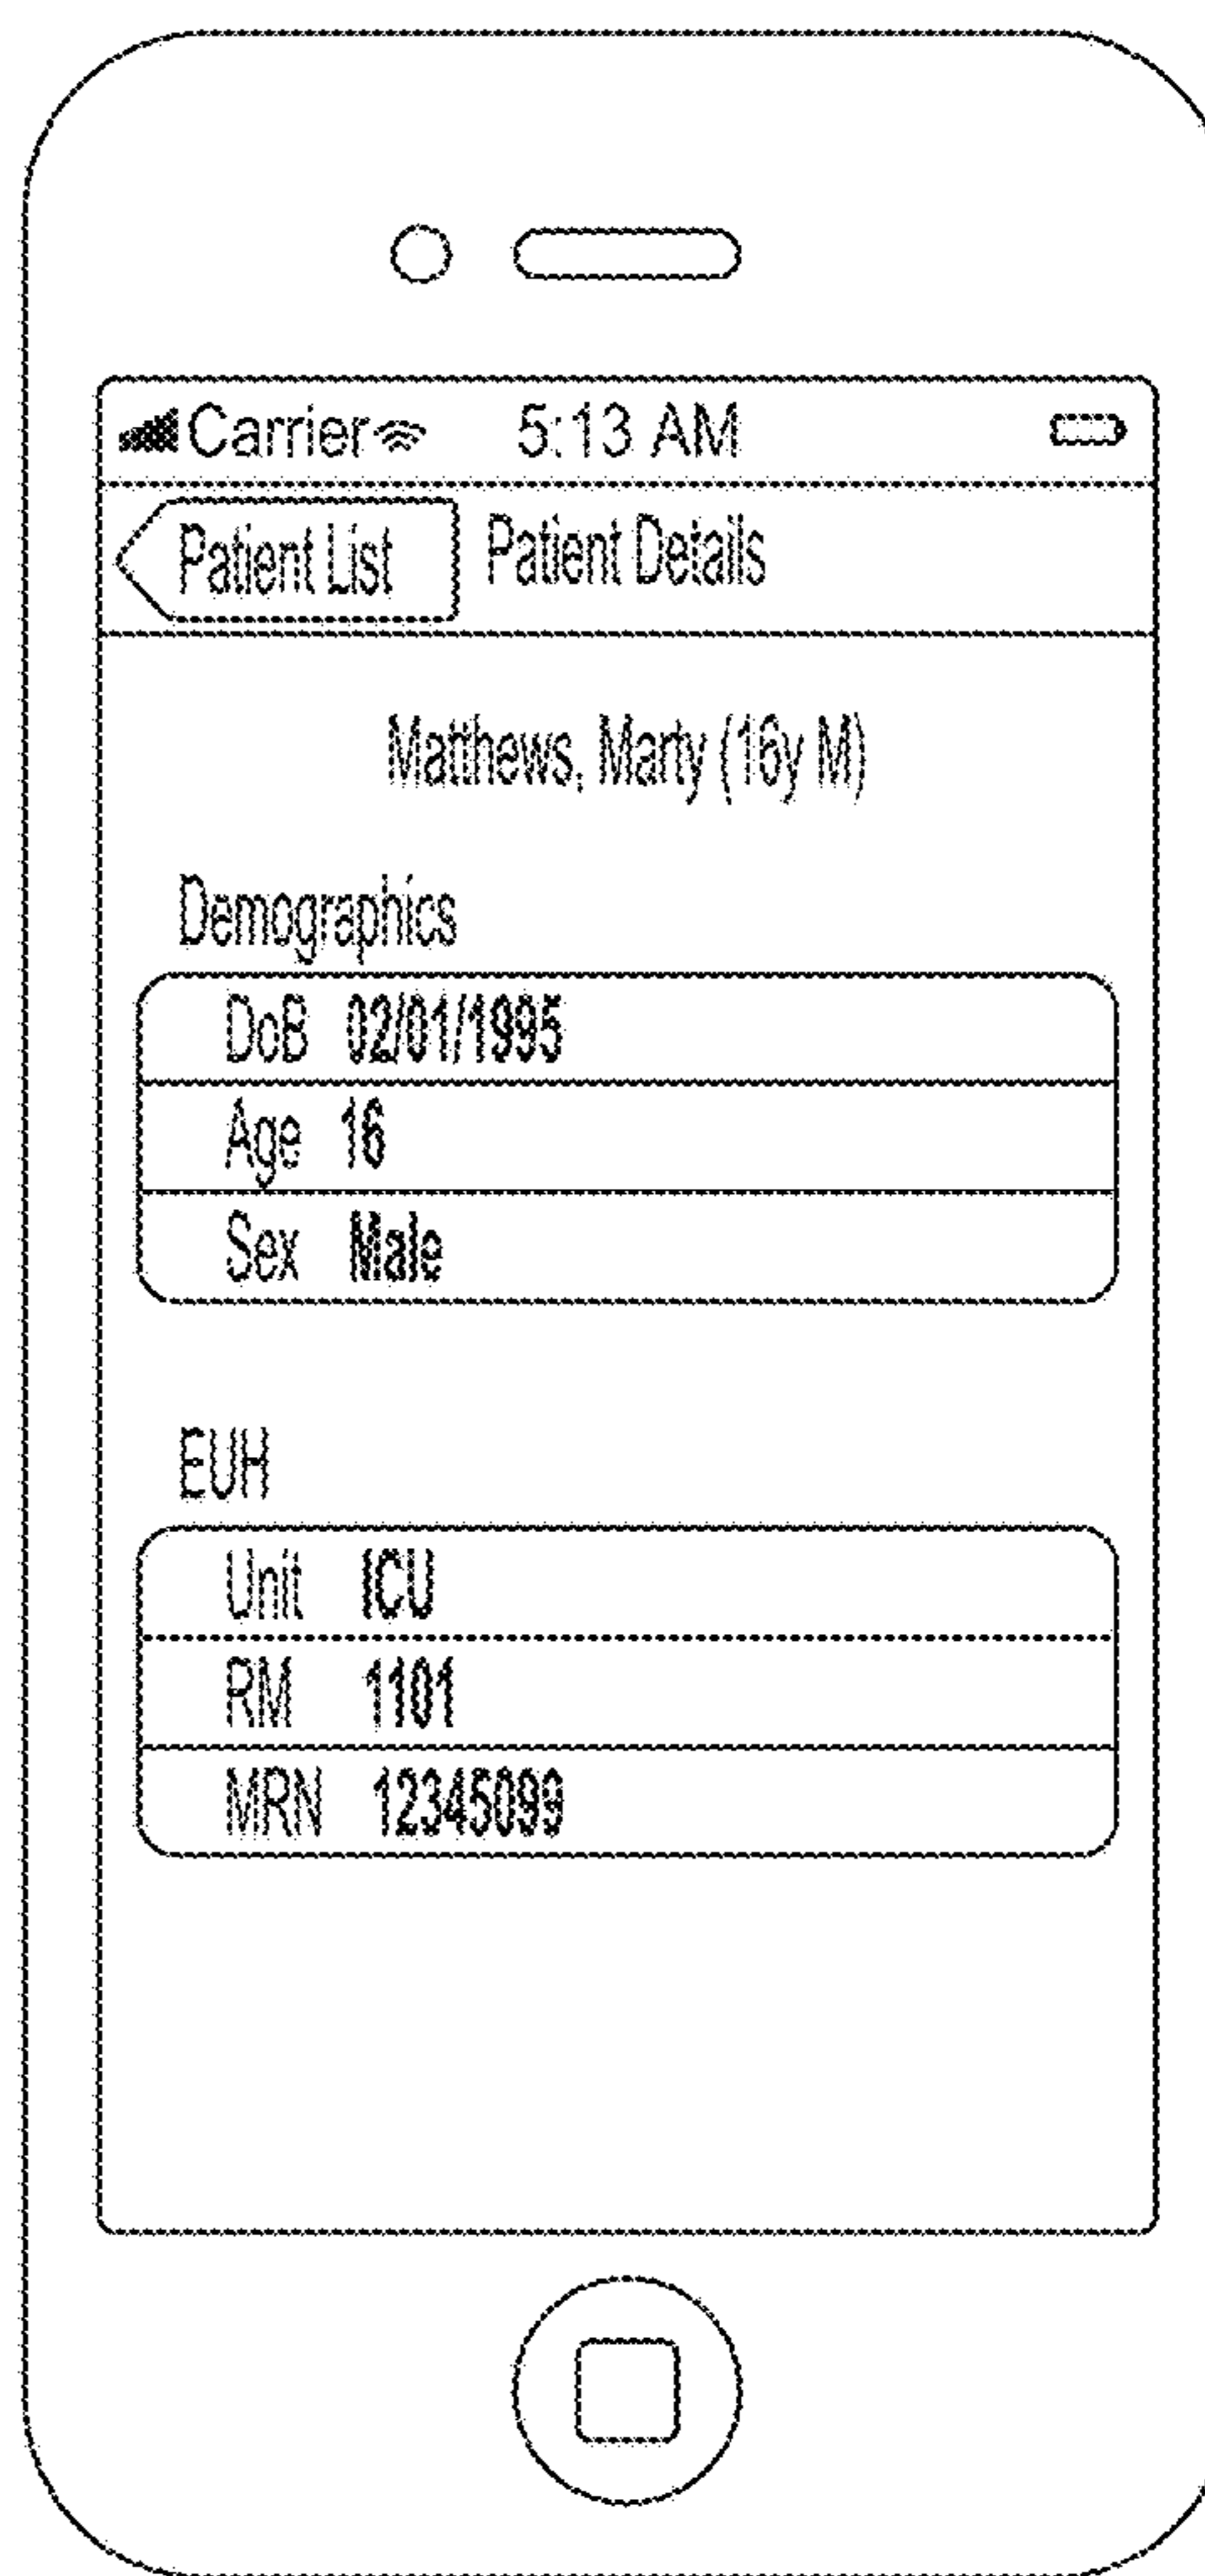 Carrier 5:13 AM
Patient List Patient Details
Matthews, Marty (16y M)
Demographics
DoB 02/01/1995
Age 16
Sex Male
EUH
Unit ICU
RM 1101
MRN 12345099